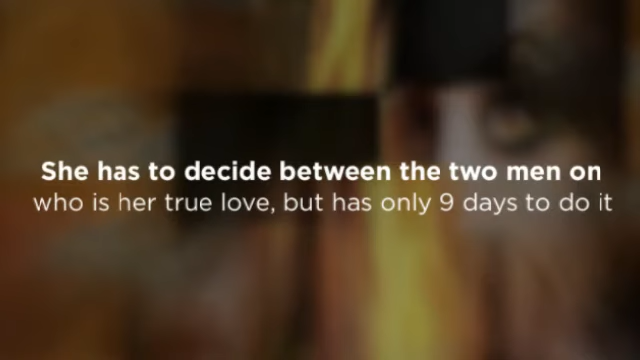 She has to decide between the two men on
who is her true love, but has only 9 days to do it